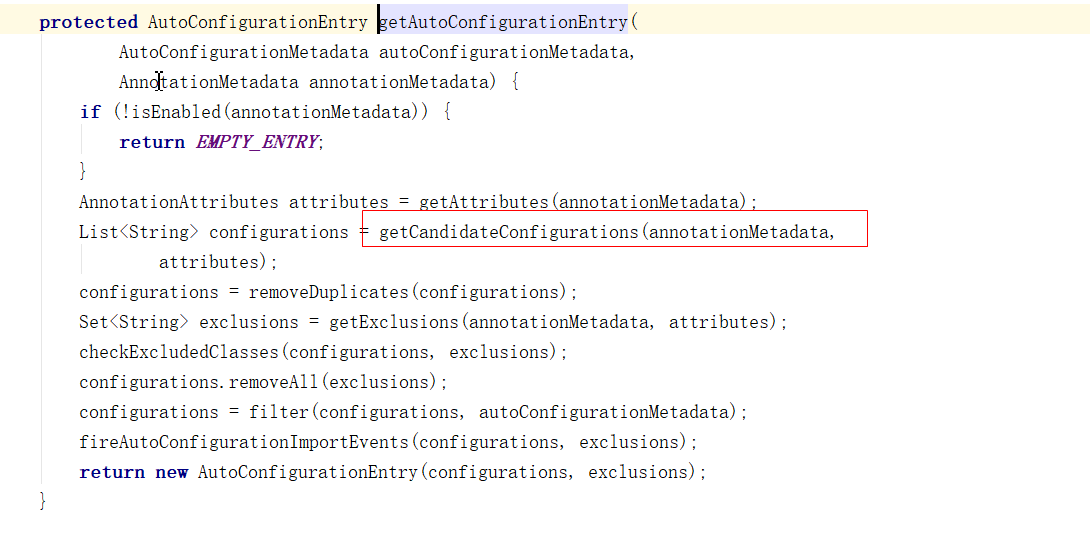 protected AutoConfigurationEntry getAutoConfigurationEntry(
AutoConfigurationMetadata autoConfigurationMetadata,
AnnotationMetadata annotationMetadata) {
if (!isEnabled(annotationMetadata)) {
return EMPTY_ENTRY;
}
AnnotationAttributes attributes = getAttributes(annotationMetadata);
List<String> configurations = getCandidateConfigurations(annotationMetadata,
attributes);
configurations = removeDuplicates(configurations);
Set<String> exclusions = getExclusions(annotationMetadata, attributes);
checkExcludedClasses(configurations, exclusions);
configurations.removeAll(exclusions);
configurations = filter(configurations, autoConfigurationMetadata);
fireAutoConfigurationImportEvents(configurations, exclusions);
return new AutoConfigurationEntry(configurations, exclusions);
}